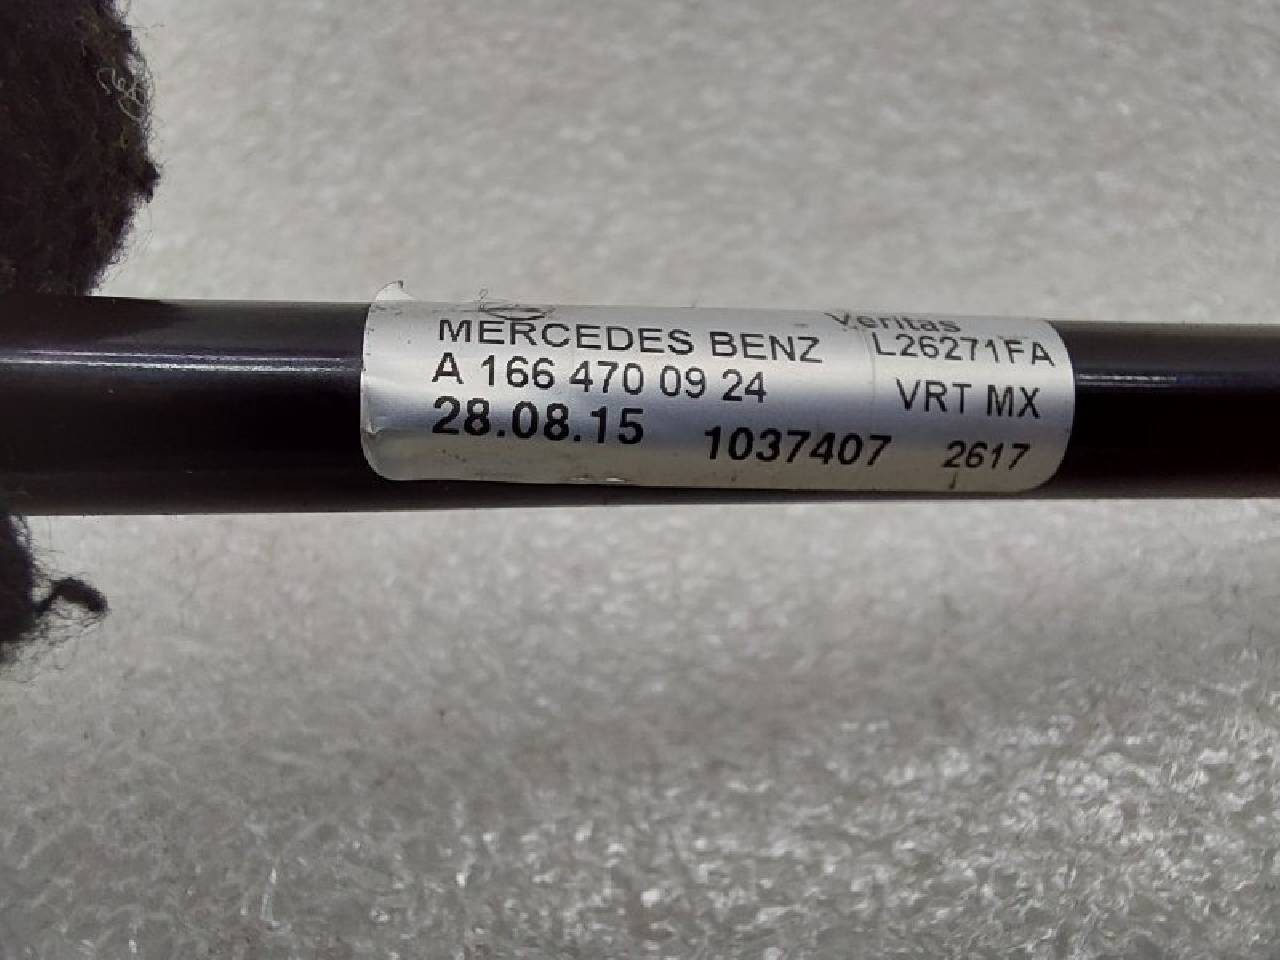 Veritas
MERCEDES BENZ L26271FA
A 166 470 09 24 VRT MX
28.08.15 1037407 2617